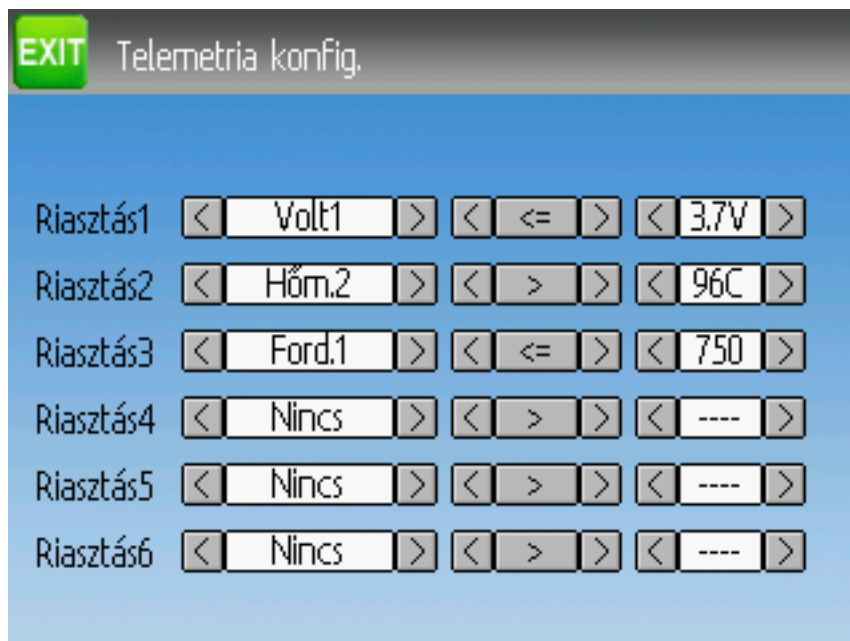 EXIT Telemetria konfig.
Riasztás1 < Volt1 > < <= > < 3.7V >
Riasztás2 < Hőm.2 > < > > < 96C >
Riasztás3 < Ford.1 > < <= > < 750 >
Riasztás4 < Nincs > < > > < ---- >
Riasztás5 < Nincs > < > > < ---- >
Riasztás6 < Nincs > < > > < ---- >